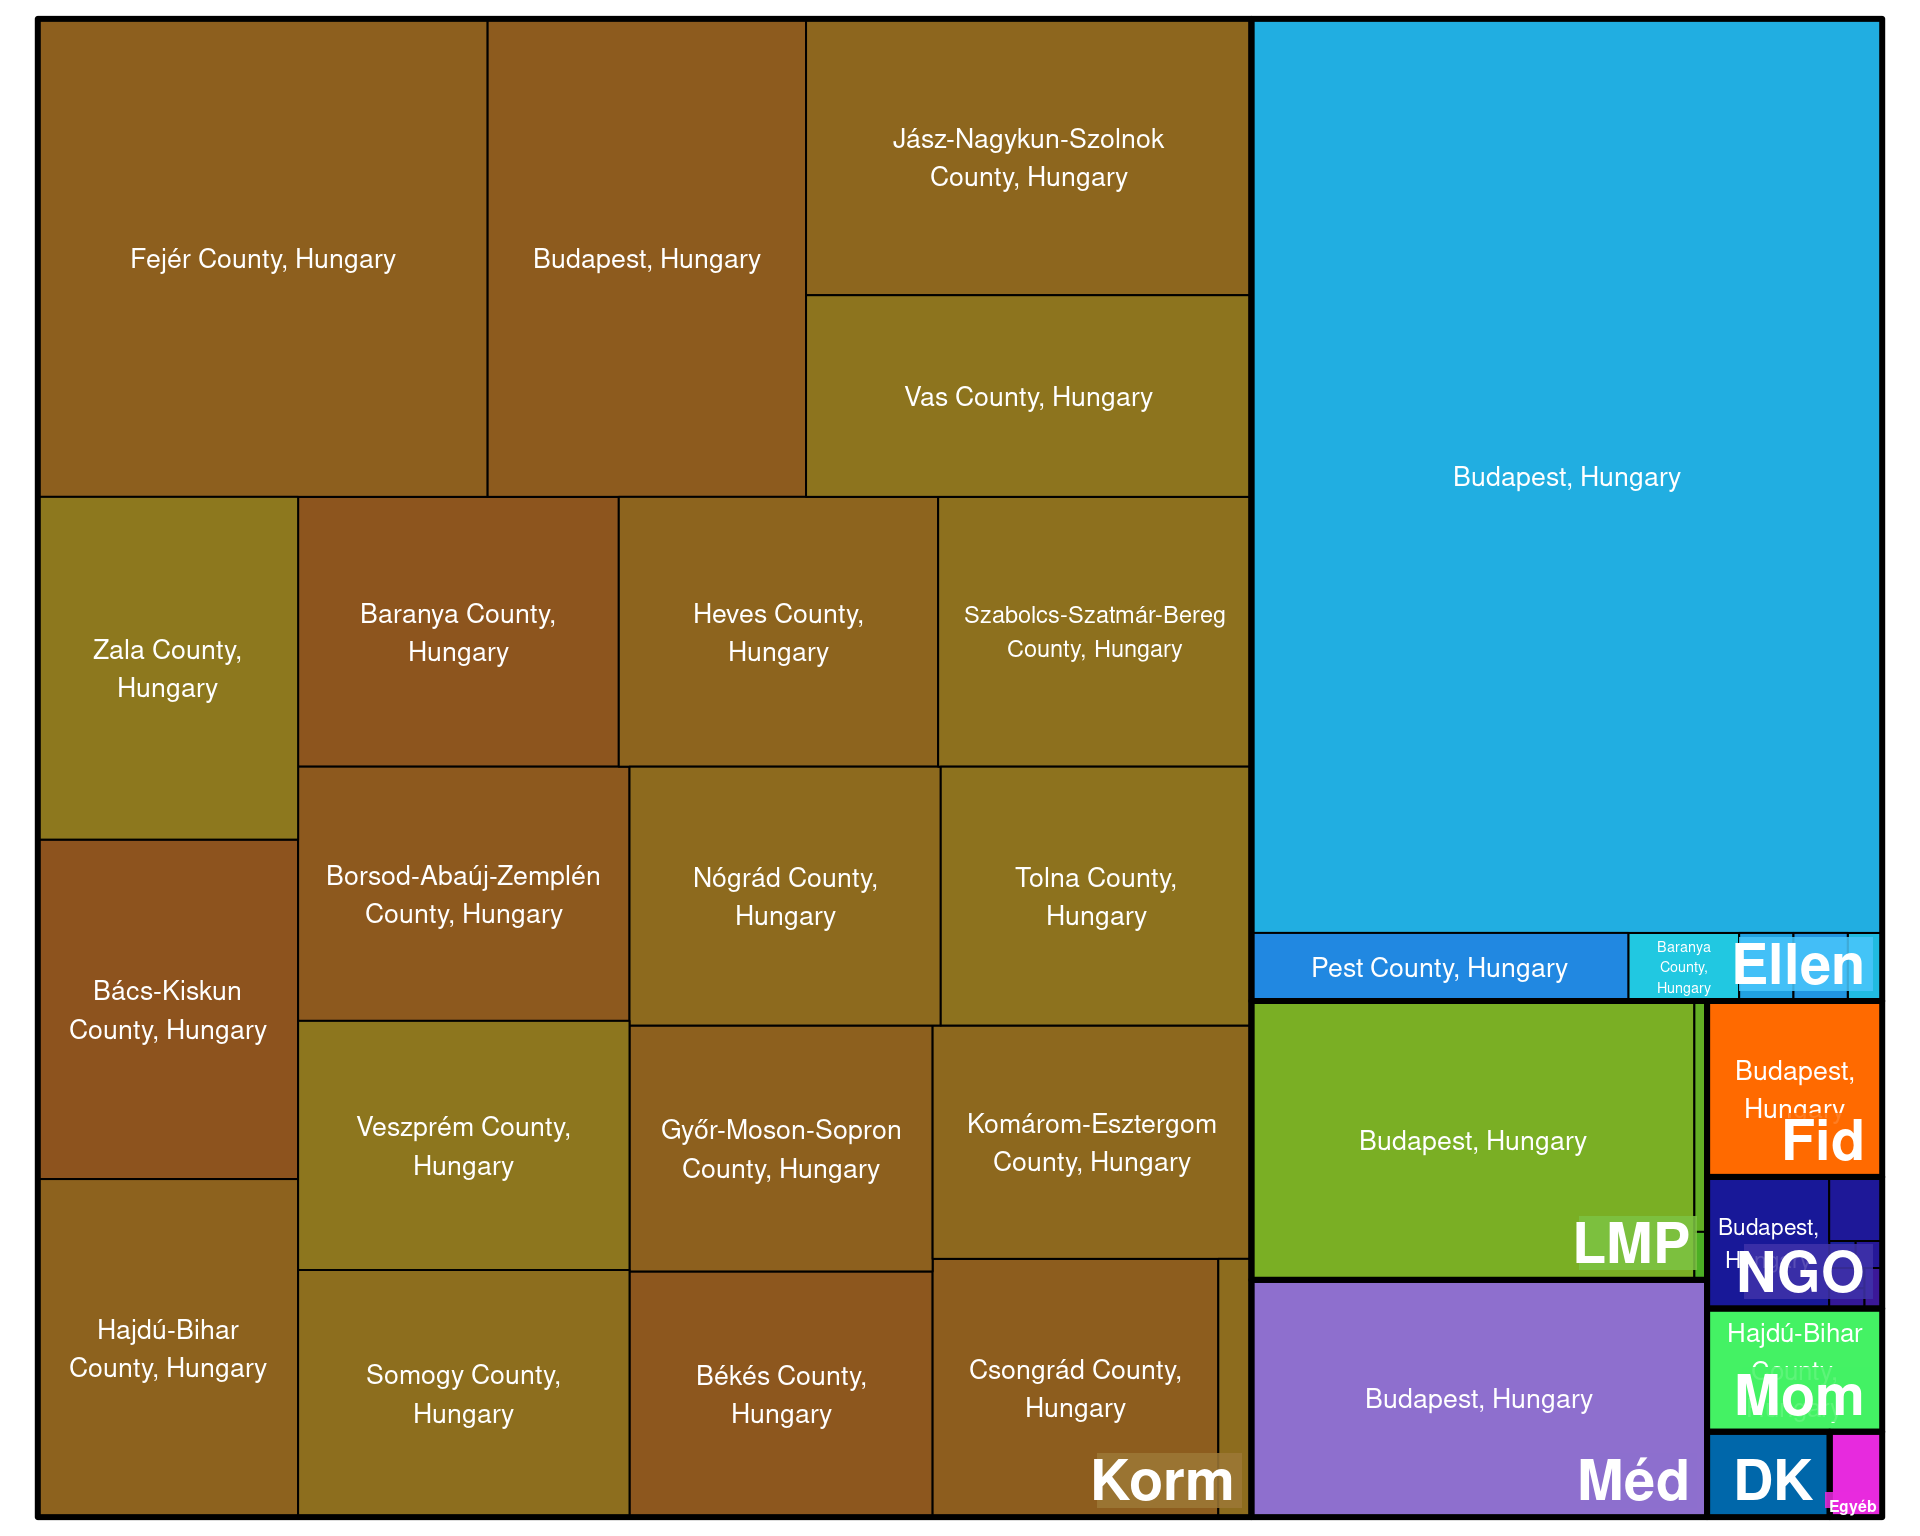 Fejér County, Hungary
Budapest, Hungary
Jász-Nagykun-Szolnok
County, Hungary
Vas County, Hungary
Zala County,
Hungary
Baranya County,
Hungary
Heves County,
Hungary
Szabolcs-Szatmár-Bereg
County, Hungary
Bács-Kiskun
County, Hungary
Borsod-Abaúj-Zemplén
County, Hungary
Nógrád County,
Hungary
Tolna County,
Hungary
Hajdú-Bihar
County, Hungary
Veszprém County,
Hungary
Győr-Moson-Sopron
County, Hungary
Komárom-Esztergom
County, Hungary
Somogy County,
Hungary
Békés County,
Hungary
Csongrád County,
Hungary
Korm
Budapest, Hungary
Pest County, Hungary
Baranya
County,
Hungary
Ellen
Budapest, Hungary
LMP
Budapest,
Hungary
Fid
Budapest,
NGO
Budapest, Hungary
Méd
Hajdú-Bihar
County,
Mom
DK
Egyéb